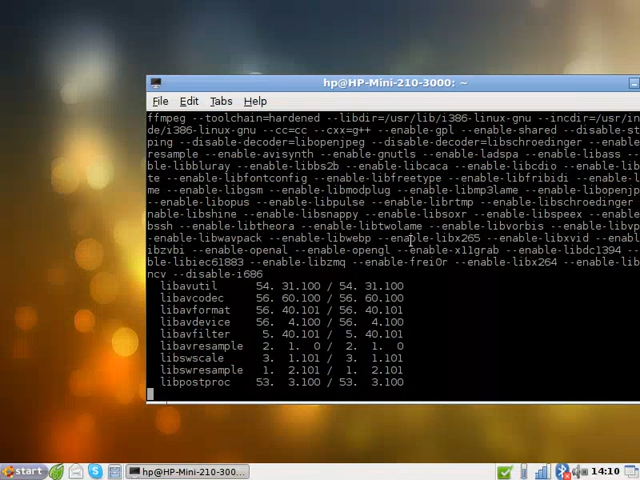 hp@HP-Mini-210-3000: ~
File Edit Tabs Help
ffmpeg --toolchain=hardened --libdir=/usr/lib/i386-linux-gnu --incdir=/usr/in
de/i386-linux-gnu --cc=cc --cxx=g++ --enable-gpl --enable-shared --disable-st
ping --disable-decoder=libopenjpeg --disable-decoder=libschroedinger --enable
resample --enable-avisynth --enable-gnutls --enable-ladspa --enable-libass --
ble-libbluray --enable-libbs2b --enable-libcaca --enable-libcdio --enable-lib
te --enable-libfontconfig --enable-libfreetype --enable-libfribidi --enable-l
me --enable-libgsm --enable-libmodplug --enable-libmp3lame --enable-libopenjp
--enable-libopus --enable-libpulse --enable-librtmp --enable-libschroedinger
nable-libshine --enable-libsnappy --enable-libsoxr --enable-libspeex --enable
bssh --enable-libtheora --enable-libtwolame --enable-libvorbis --enable-libvp
-enable-libwavpack --enable-libwebp --enable-libx265 --enable-libxvid --enabl
ibzvbi --enable-openal --enable-opengl --enable-x11grab --enable-libdc1394 --
ble-libiec61883 --enable-libzmq --enable-frei0r --enable-libx264 --enable-lib
ncv --disable-i686
libavutil 54. 31.100 / 54. 31.100
libavcodec 56. 60.100 / 56. 60.100
libavformat 56. 40.101 / 56. 40.101
libavdevice 56. 4.100 / 56. 4.100
libavfilter 5. 40.101 / 5. 40.101
libavresample 2. 1. 0 / 2. 1. 0
libswscale 3. 1.101 / 3. 1.101
libswresample 1. 2.101 / 1. 2.101
libpostproc 53. 3.100 / 53. 3.100
start hp@HP-Mini-210-300... 14:10